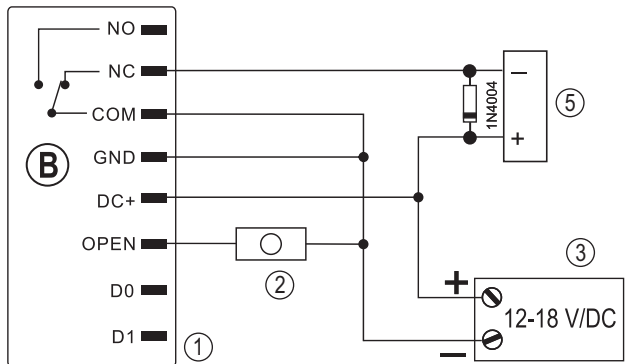 NO
NC
COM
GND
DC+
OPEN
D0
D1
B
1
2
1N4004
−
+
5
3
+
−
12-18 V/DC